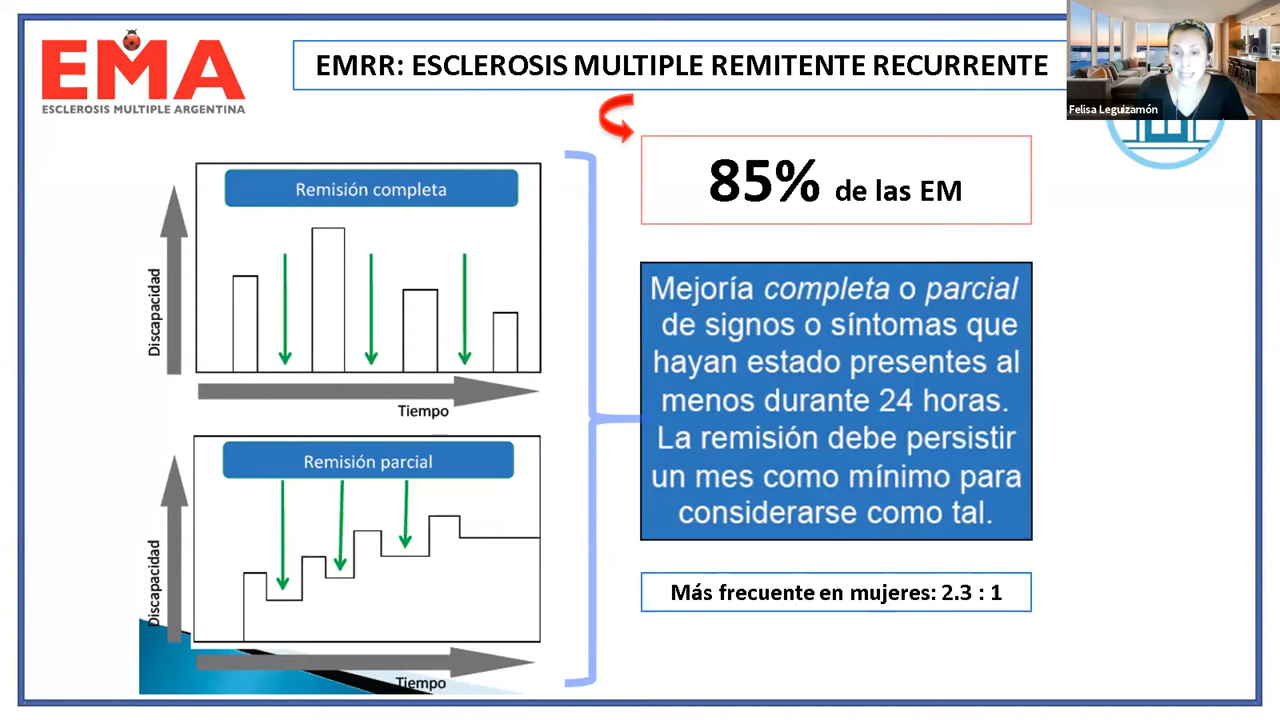 EMA
ESCLEROSIS MULTIPLE ARGENTINA
EMRR: ESCLEROSIS MULTIPLE REMITENTE RECURRENTE
Felisa Leguizamón
85% de las EM
Remisión completa
Discapacidad
Tiempo
Remisión parcial
Discapacidad
Tiempo
Mejoría completa o parcial
de signos o síntomas que
hayan estado presentes al
menos durante 24 horas.
La remisión debe persistir
un mes como mínimo para
considerarse como tal.
Más frecuente en mujeres: 2.3 : 1